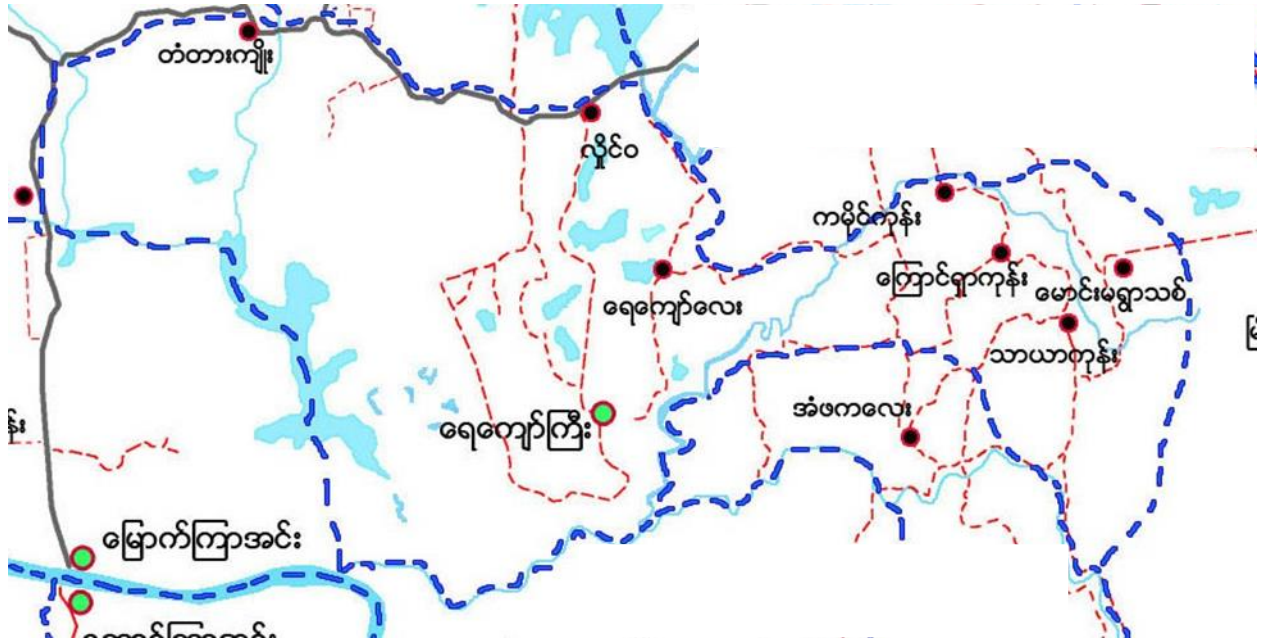 တံတားကျိုး
လှိုင်ဝ
ကမိုင်ကုန်း
ကြောင်ရှာကုန်း
မောင်းမရွာသစ်
ရေကျော်လေး
သာယာကုန်း
အံဖကလေး
ရေကျော်ကြီး
မြောက်ကြာအင်း